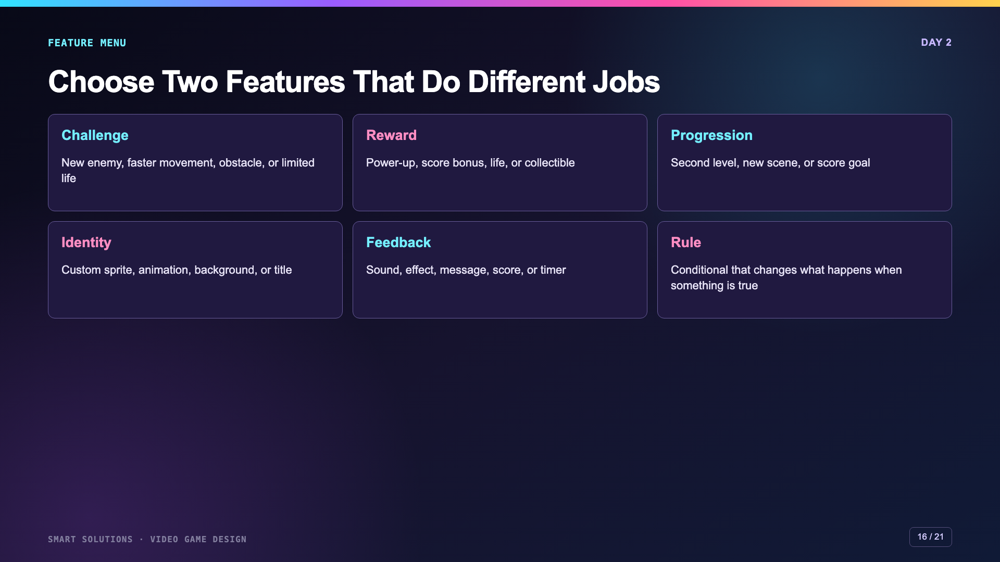 FEATURE MENU
DAY 2
Choose Two Features That Do Different Jobs
Challenge
New enemy, faster movement, obstacle, or limited
life
Reward
Power-up, score bonus, life, or collectible
Progression
Second level, new scene, or score goal
Identity
Custom sprite, animation, background, or title
Feedback
Sound, effect, message, score, or timer
Rule
Conditional that changes what happens when
something is true
SMART SOLUTIONS · VIDEO GAME DESIGN
16 / 21